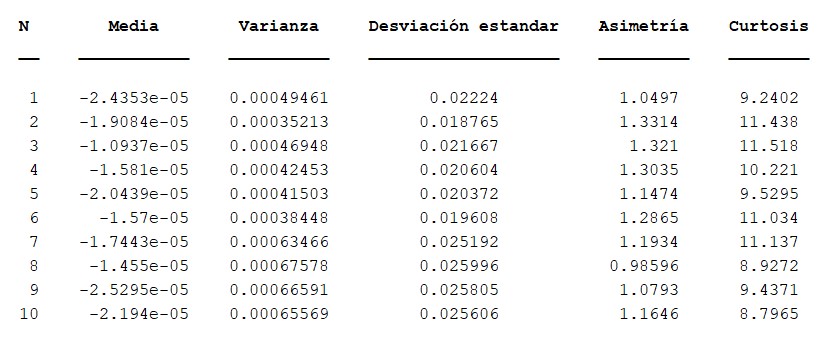 N Media Varianza Desviación estandar Asimetría Curtosis
1 -2.4353e-05 0.00049461 0.02224 1.0497 9.2402
2 -1.9084e-05 0.00035213 0.018765 1.3314 11.438
3 -1.0937e-05 0.00046948 0.021667 1.321 11.518
4 -1.581e-05 0.00042453 0.020604 1.3035 10.221
5 -2.0439e-05 0.00041503 0.020372 1.1474 9.5295
6 -1.57e-05 0.00038448 0.019608 1.2865 11.034
7 -1.7443e-05 0.00063466 0.025192 1.1934 11.137
8 -1.455e-05 0.00067578 0.025996 0.98596 8.9272
9 -2.5295e-05 0.00066591 0.025805 1.0793 9.4371
10 -2.194e-05 0.00065569 0.025606 1.1646 8.7965